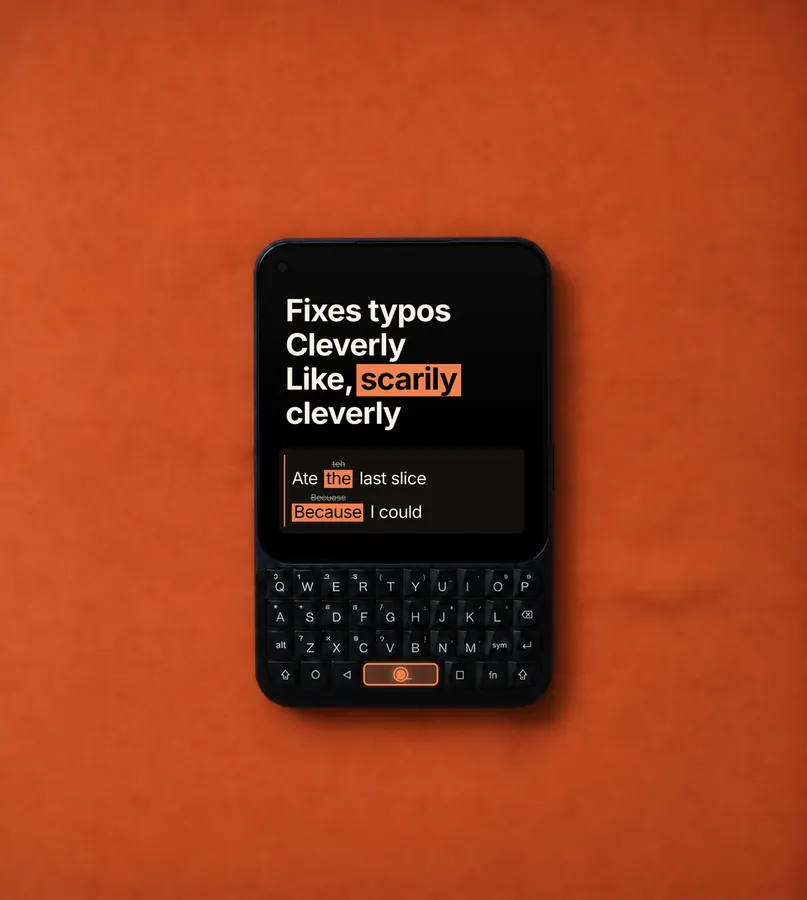 Fixes typos
Cleverly
Like, scarily
cleverly
teh
Ate the last slice
Becuase
Because I could
Q W E R T Y U I O P
A S D F G H J K L
alt Z X C V B N M sym
fn